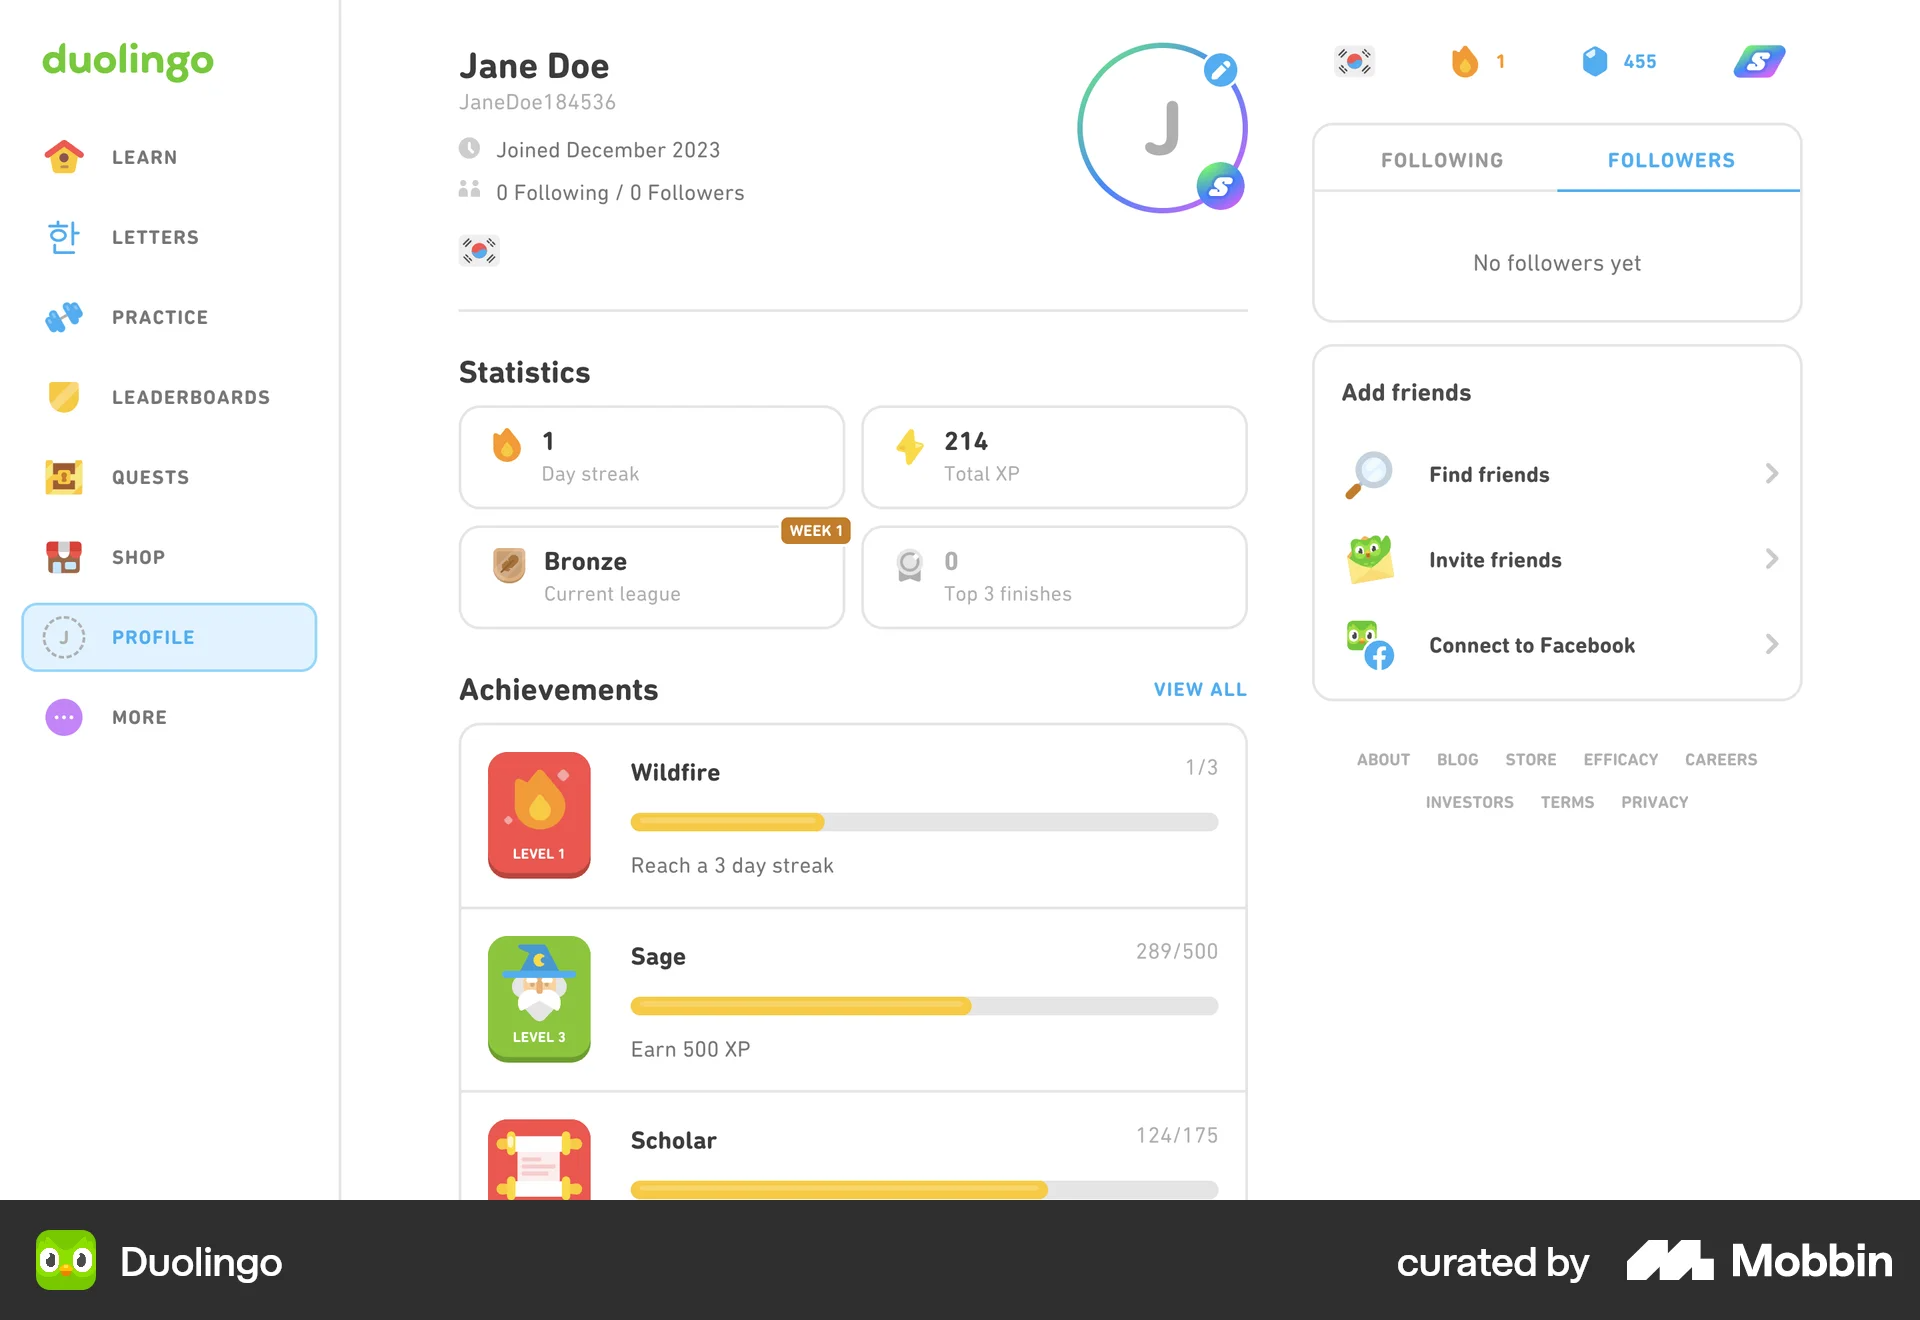 duolingo
LEARN
한
LETTERS
PRACTICE
LEADERBOARDS
QUESTS
SHOP
J
PROFILE
MORE
Jane Doe
JaneDoe184536
Joined December 2023
0 Following / 0 Followers
J
S
Statistics
1
Day streak
214
Total XP
WEEK 1
Bronze
Current league
0
Top 3 finishes
Achievements
VIEW ALL
LEVEL 1
Wildfire
1/3
Reach a 3 day streak
LEVEL 3
Sage
289/500
Earn 500 XP
Scholar
124/175
1
455
S
FOLLOWING
FOLLOWERS
No followers yet
Add friends
Find friends
Invite friends
Connect to Facebook
ABOUT BLOG STORE EFFICACY CAREERS
INVESTORS TERMS PRIVACY
Duolingo
curated by Mobbin